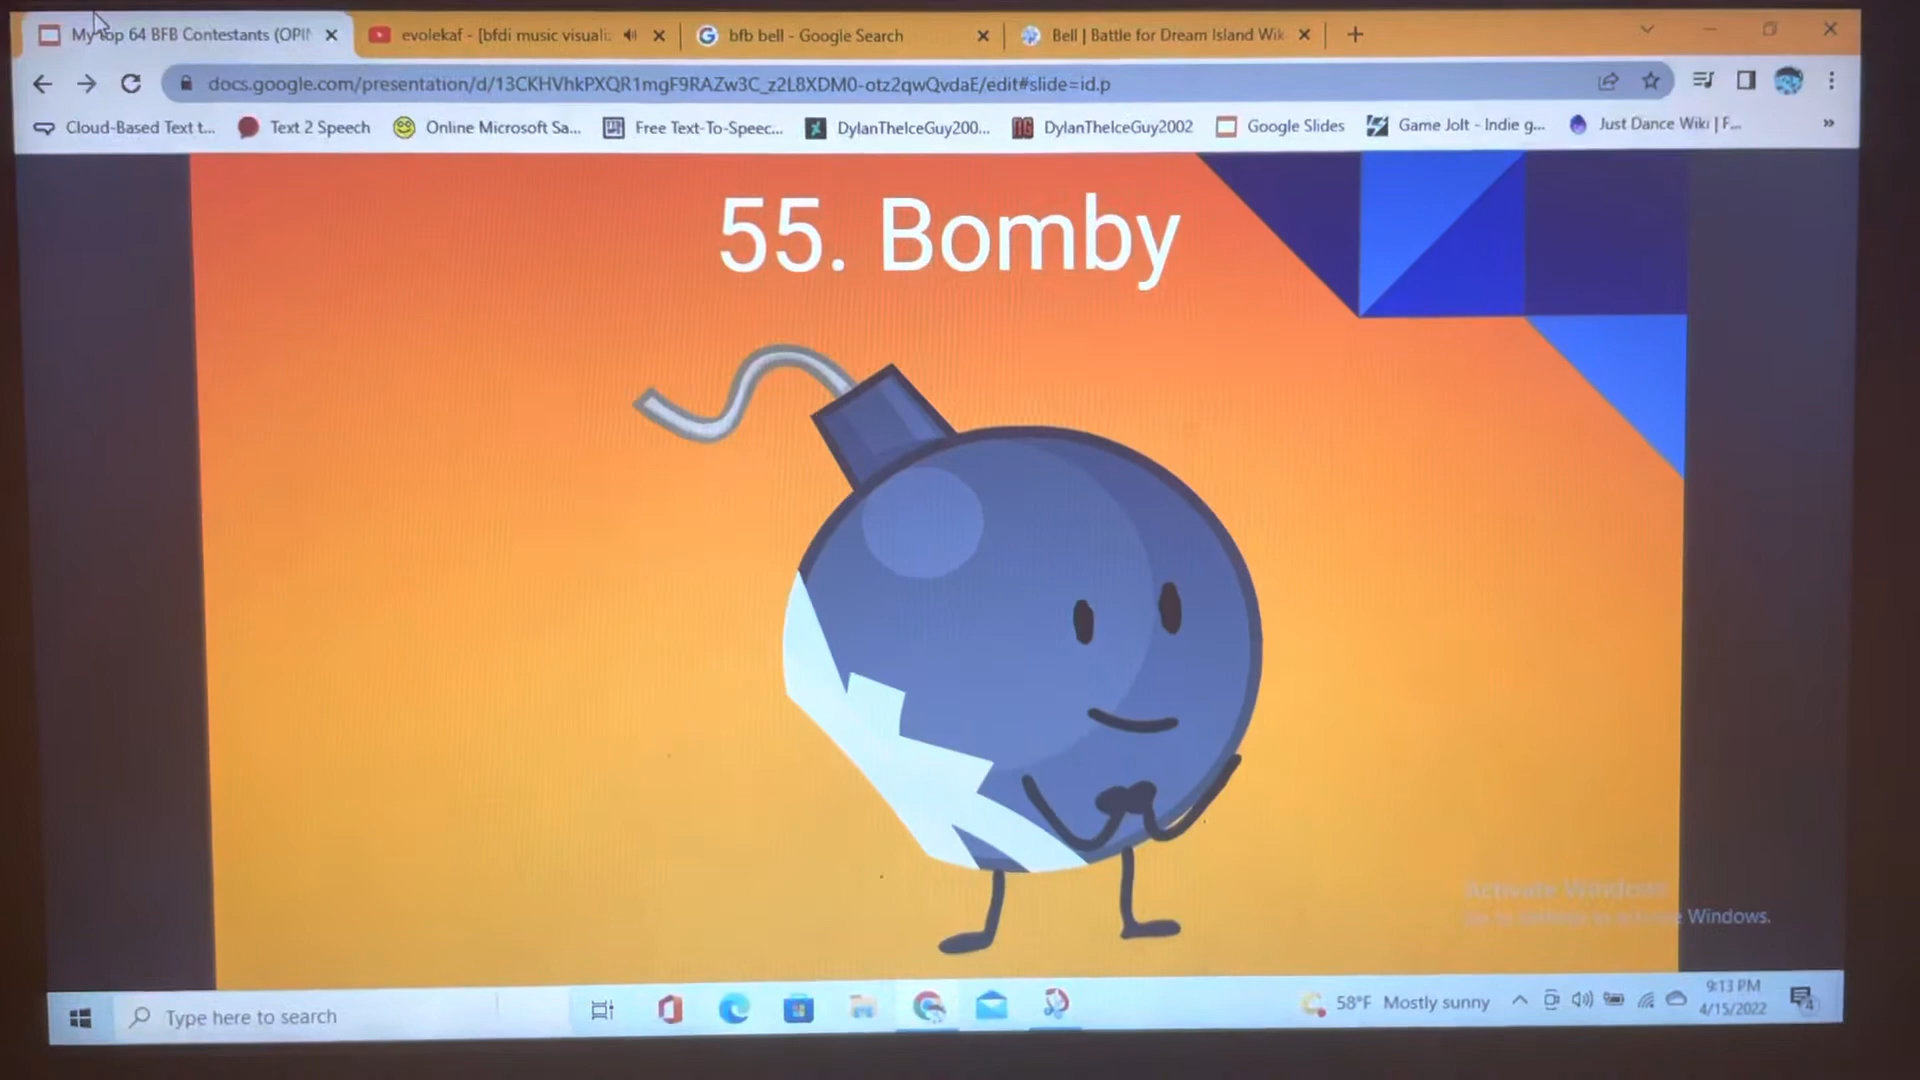 My Top 64 BFB Contestants (OPIN
evolekaf - [bfdi music visuali:
bfb bell - Google Search
Bell | Battle for Dream Island Wik
docs.google.com/presentation/d/13CKHVhkPXQR1mgF9RAZw3C_z2L8XDM0-otz2qwQvdaE/edit#slide=id.p
Cloud-Based Text t...
Text 2 Speech
Online Microsoft Sa...
Free Text-To-Speec...
DylanTheIceGuy200...
DylanTheIceGuy2002
Google Slides
Game Jolt - Indie g...
Just Dance Wiki | F...
55. Bomby
Activate Windows
Go to Settings to activate Windows.
Type here to search
58°F Mostly sunny
9:13 PM
4/15/2022
4